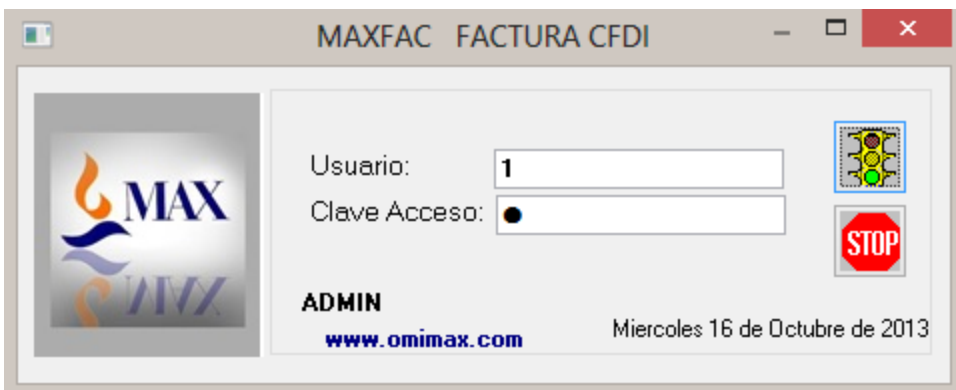 MAXFAC FACTURA CFDI
MAX
Usuario: 1
Clave Acceso: ●
STOP
ADMIN
www.omimax.com
Miercoles 16 de Octubre de 2013